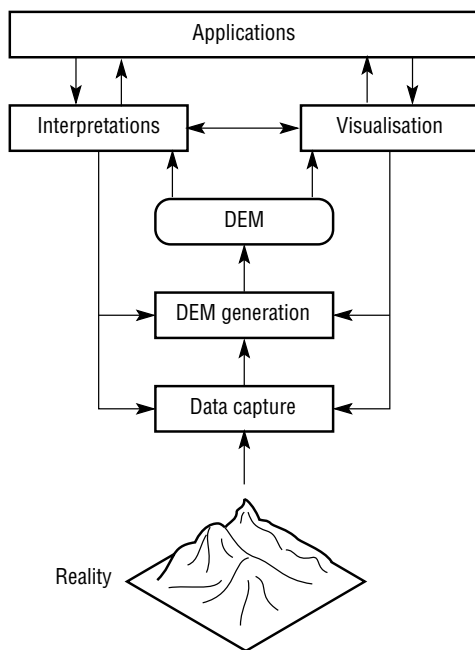 Applications
Interpretations
Visualisation
DEM
DEM generation
Data capture
Reality